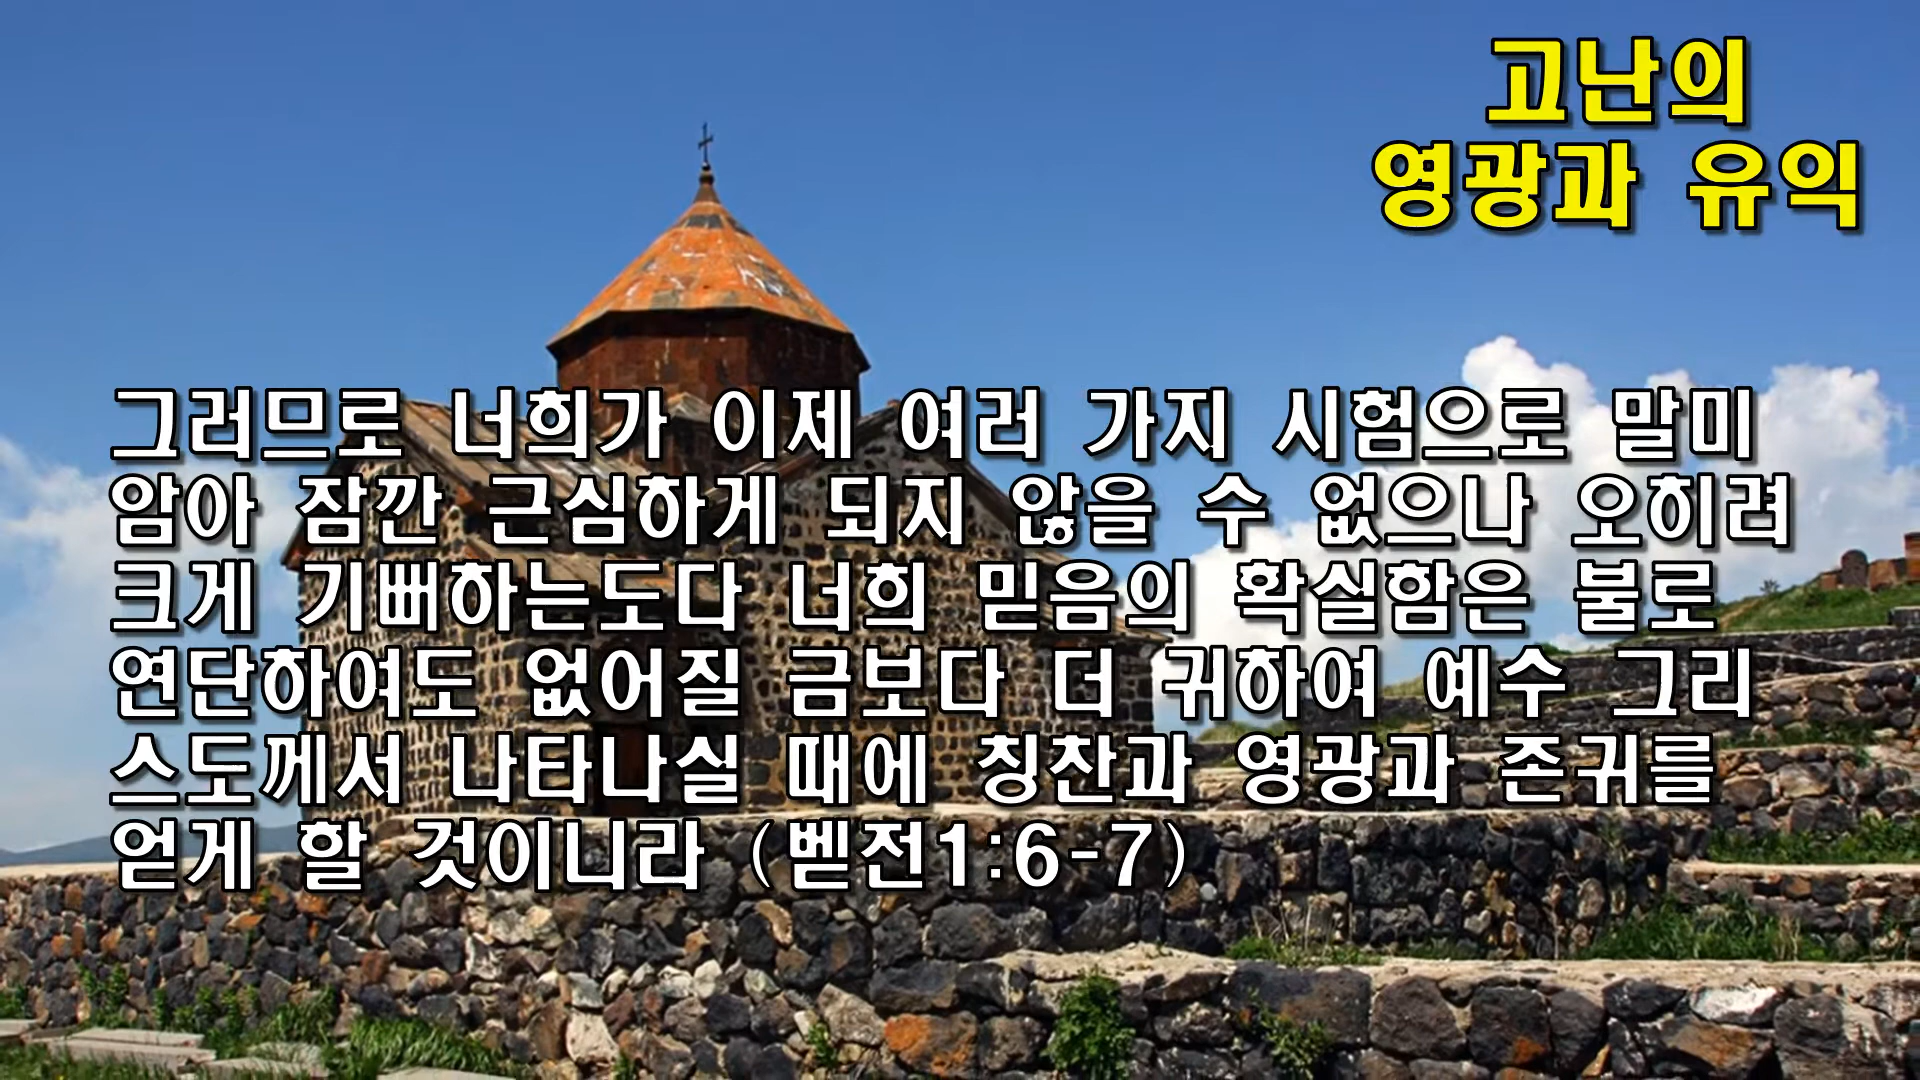 고난의
영광과 유익
그러므로 너희가 이제 여러 가지 시험으로 말미
암아 잠깐 근심하게 되지 않을 수 없으나 오히려
크게 기뻐하는도다 너희 믿음의 확실함은 불로
연단하여도 없어질 금보다 더 귀하여 예수 그리
스도께서 나타나실 때에 칭찬과 영광과 존귀를
얻게 할 것이니라 (벧전1:6-7)